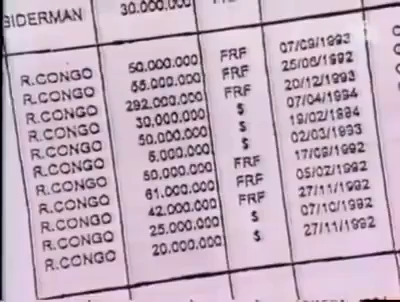 SIDERMAN 30.000.000 FRF
R.CONGO 50.000.000 FRF 07/09/1993
R.CONGO 55.000.000 FRF 25/06/1992
R.CONGO 292.000.000 FRF 20/12/1993
R.CONGO 30.000.000 $ 07/04/1994
R.CONGO 50.000.000 $ 19/02/1994
R.CONGO 5.000.000 $ 02/03/1993
R.CONGO 50.000.000 FRF 17/09/1992
R.CONGO 61.000.000 FRF 05/02/1992
R.CONGO 42.000.000 FRF 27/11/1992
R.CONGO 25.000.000 $ 07/10/1992
R.CONGO 20.000.000 $ 27/11/1992